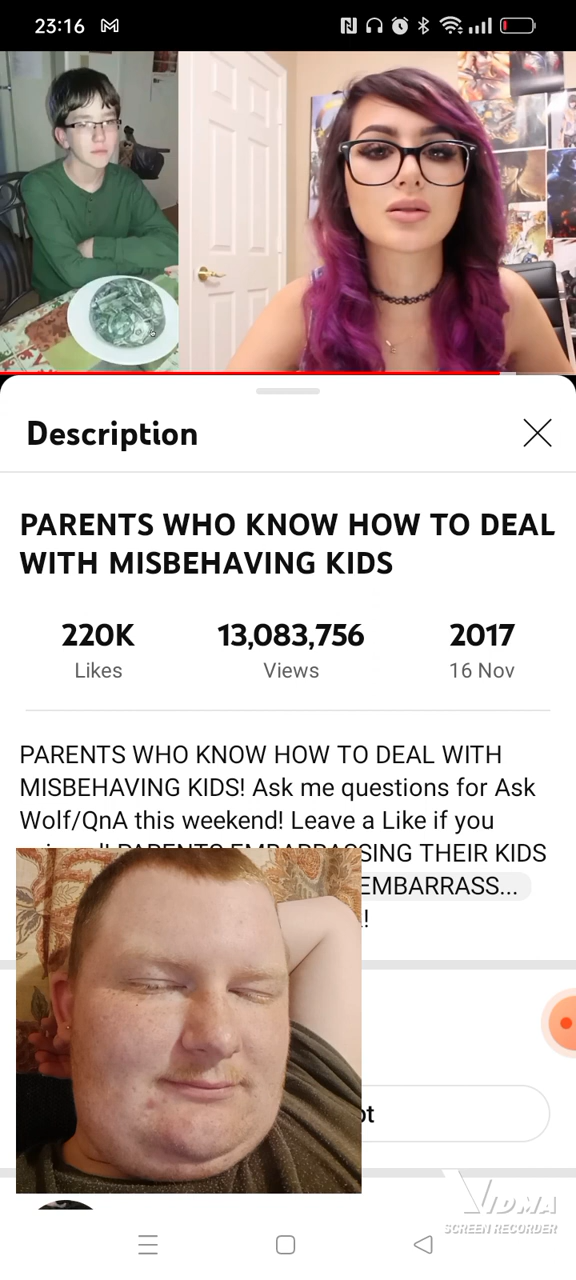 23:16
Description
PARENTS WHO KNOW HOW TO DEAL
WITH MISBEHAVING KIDS
220K 13,083,756 2017
Likes Views 16 Nov
PARENTS WHO KNOW HOW TO DEAL WITH
MISBEHAVING KIDS! Ask me questions for Ask
Wolf/QnA this weekend! Leave a Like if you
PARENTS EMBARRASSING THEIR KIDS
EMBARRASS...
!
VIDMA
SCREEN RECORDER